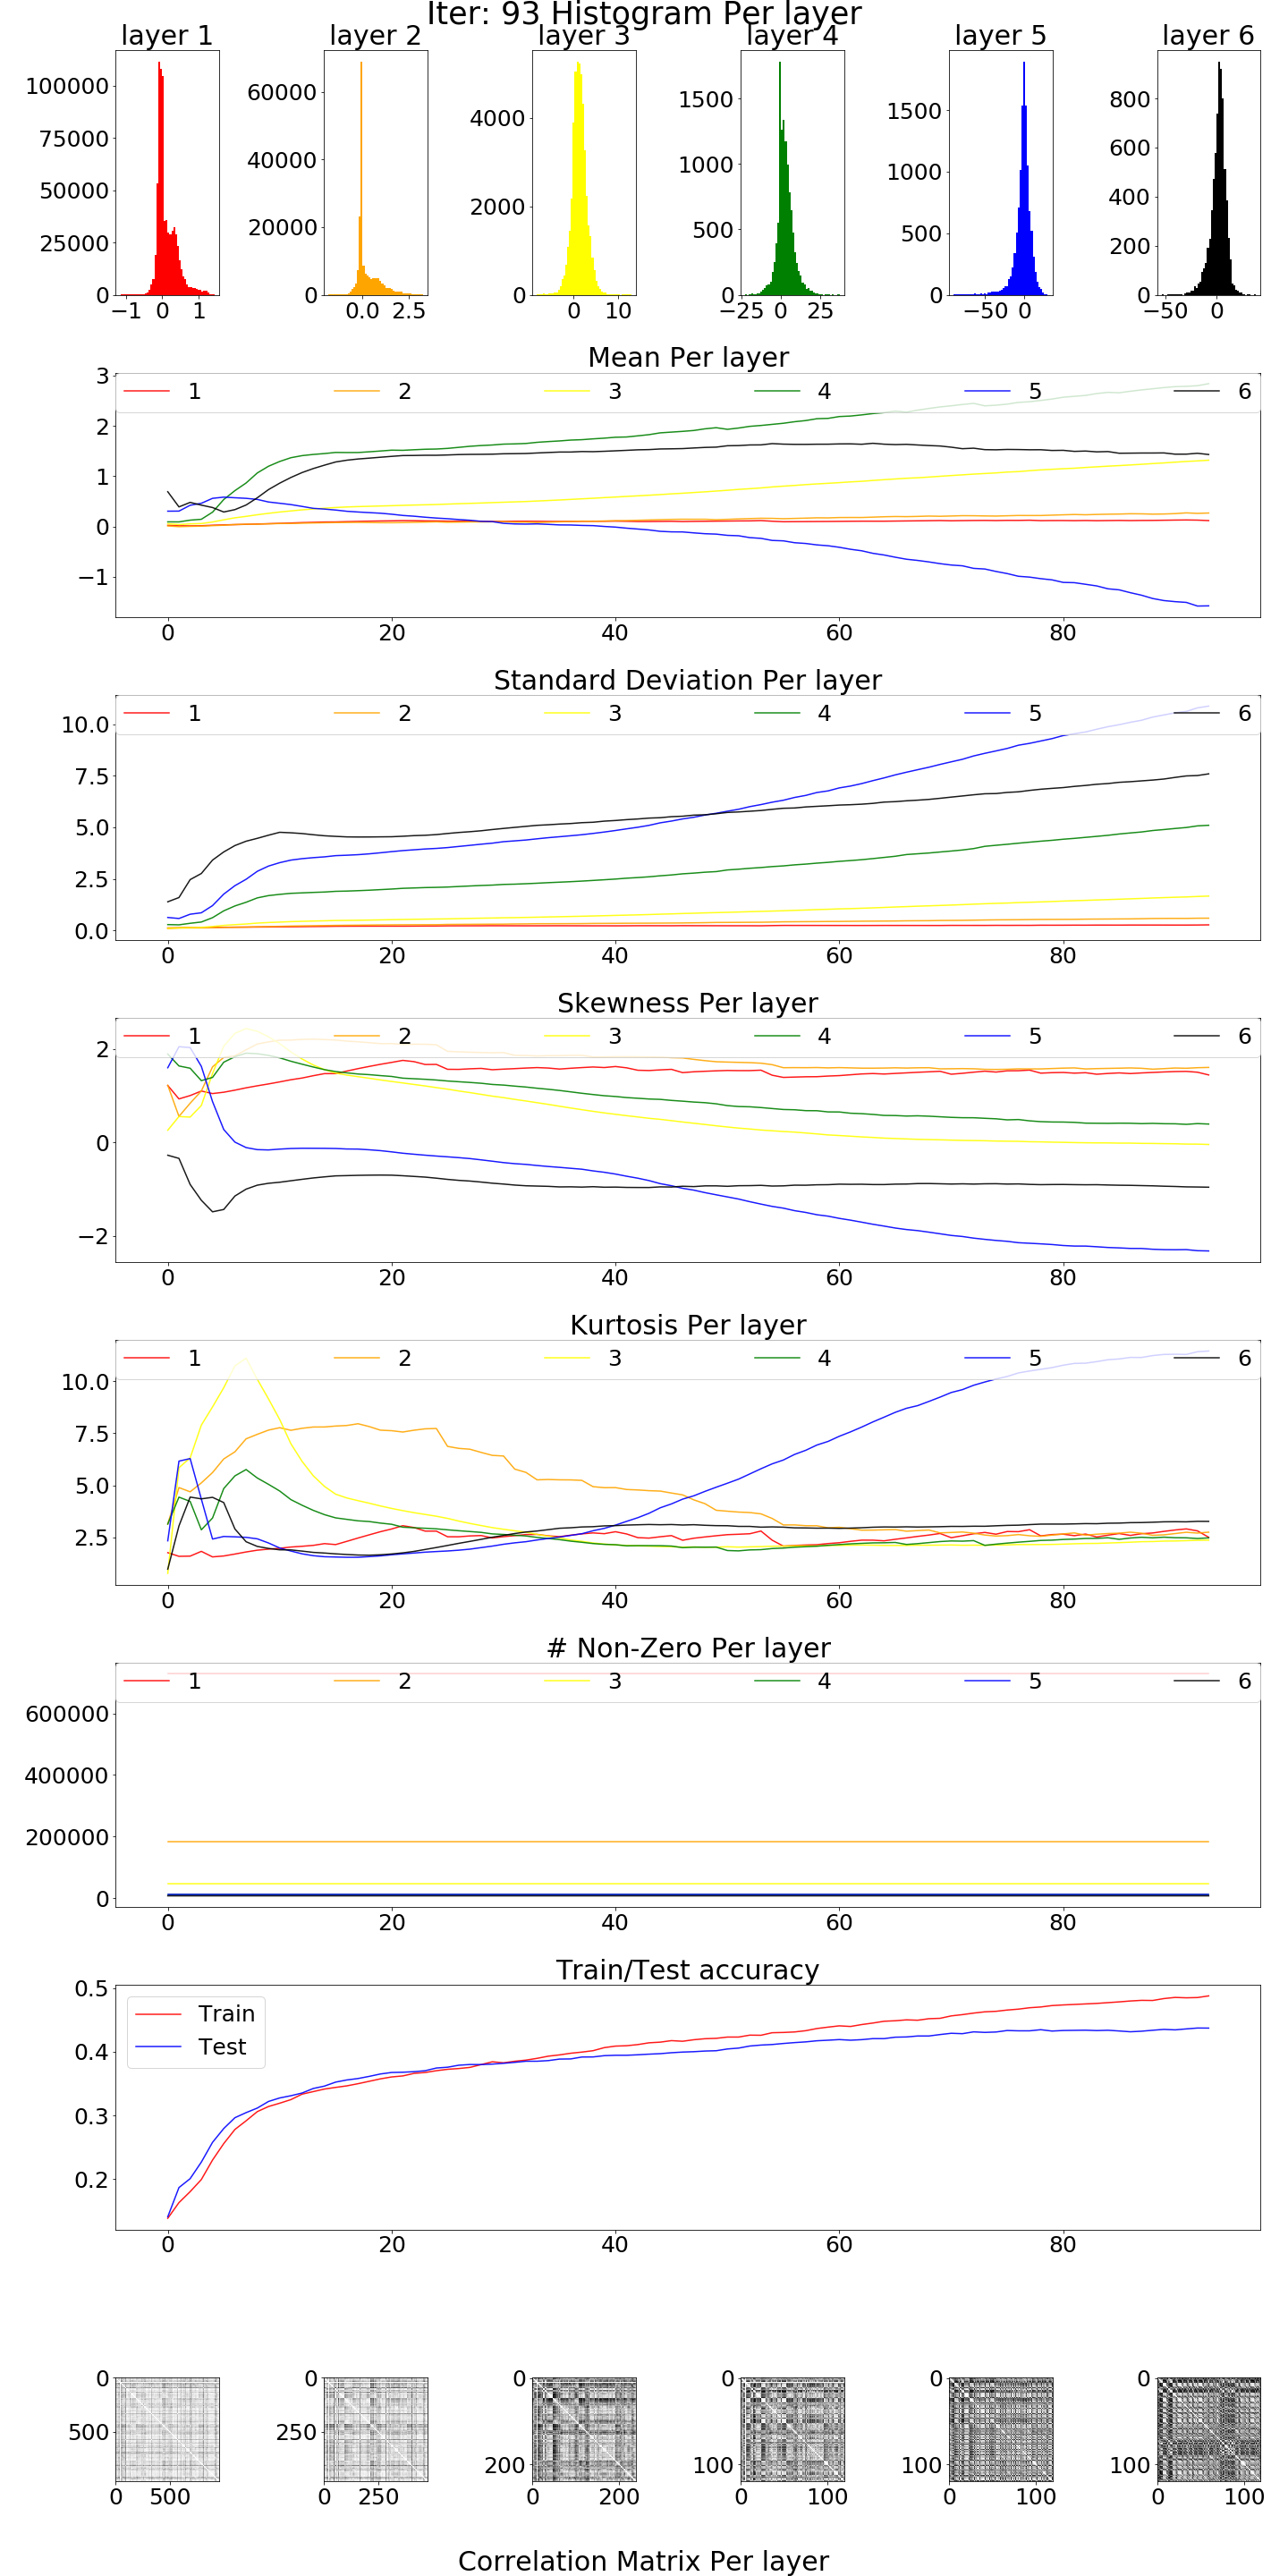 Iter: 93 Histogram Per layer
layer 1 layer 2 layer 3 layer 4 layer 5 layer 6
100000 75000 50000 25000 0
−1 0 1
60000 40000 20000 0
0.0 2.5
4000 2000 0
0 10
1500 1000 500 0
−25 0 25
1500 1000 500 0
−50 0
800 600 400 200 0
−50 0
Mean Per layer
1 2 3 4 5 6
3
2
1
0
−1
0 20 40 60 80
Standard Deviation Per layer
1 2 3 4 5 6
10.0
7.5
5.0
2.5
0.0
0 20 40 60 80
Skewness Per layer
1 2 3 4 5 6
2
0
−2
0 20 40 60 80
Kurtosis Per layer
1 2 3 4 5 6
10.0
7.5
5.0
2.5
0 20 40 60 80
# Non-Zero Per layer
1 2 3 4 5 6
600000
400000
200000
0
0 20 40 60 80
Train/Test accuracy
Train
Test
0.5
0.4
0.3
0.2
0 20 40 60 80
0 500
0 500
0 250
0 250
0 200
0 200
0 100
0 100
0 100
0 100
0 100
0 100
Correlation Matrix Per layer